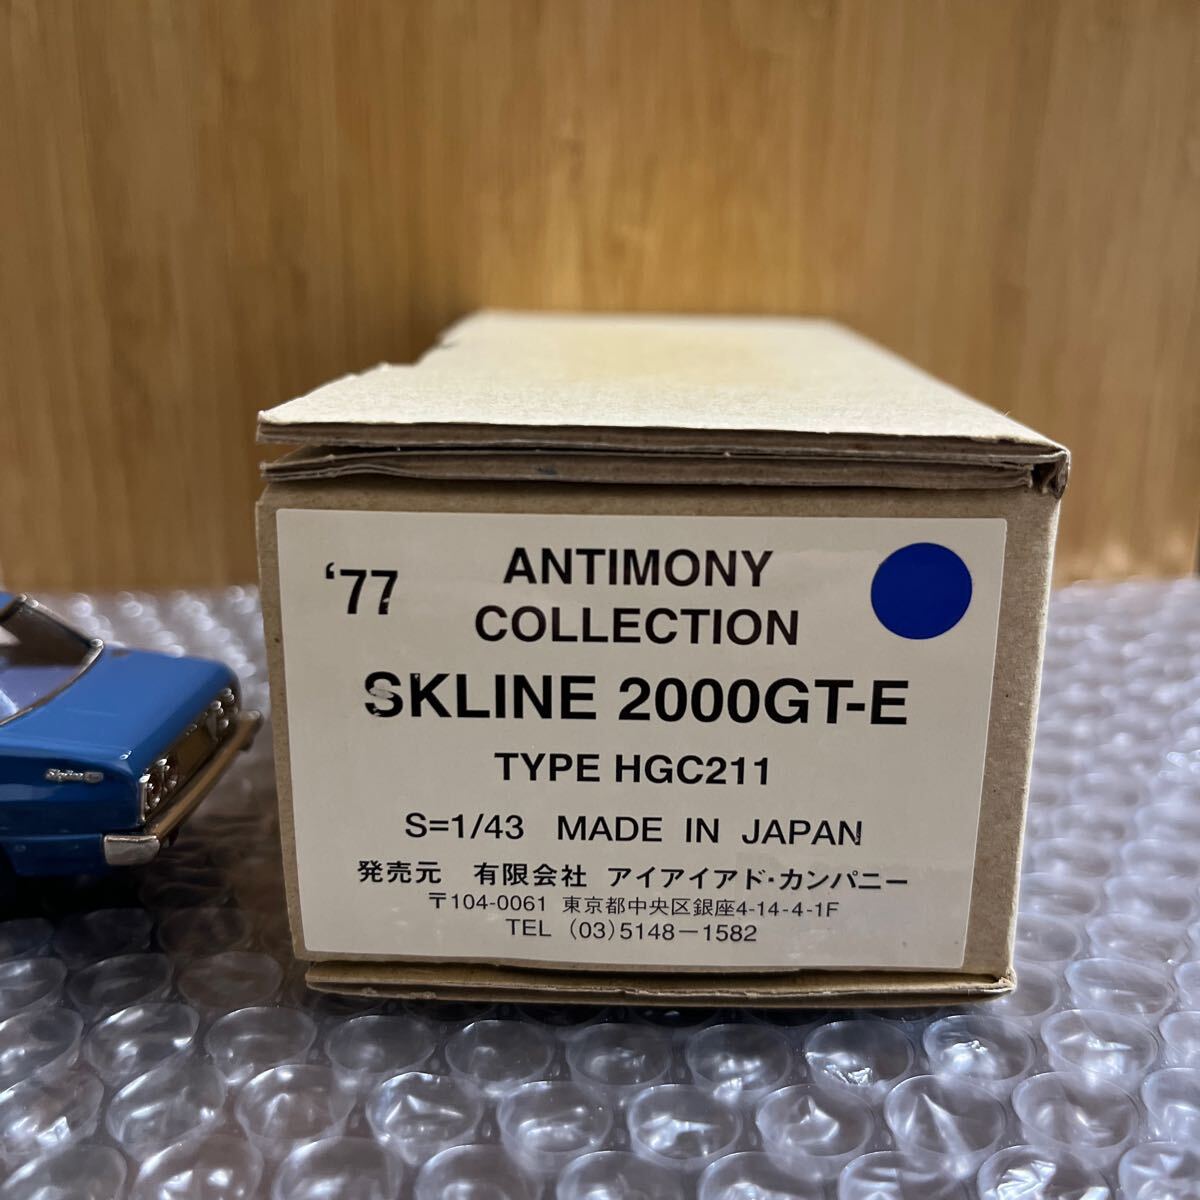 '77
ANTIMONY
COLLECTION
SKLINE 2000GT-E
TYPE HGC211
S=1/43 MADE IN JAPAN
発売元 有限会社 アイアイアド・カンパニー
〒104-0061 東京都中央区銀座4-14-4-1F
TEL (03)5148-1582